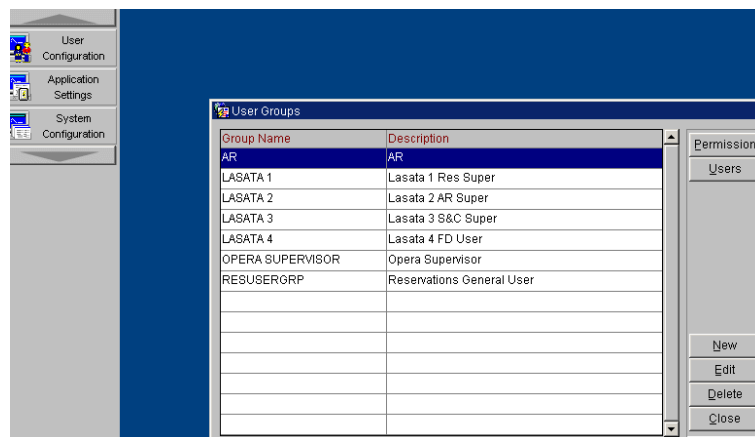 User
Configuration
Application
Settings
System
Configuration
User Groups
Group Name Description
AR AR
LASATA 1 Lasata 1 Res Super
LASATA 2 Lasata 2 AR Super
LASATA 3 Lasata 3 S&C Super
LASATA 4 Lasata 4 FD User
OPERA SUPERVISOR Opera Supervisor
RESUSERGRP Reservations General User
Permission
Users
New
Edit
Delete
Close